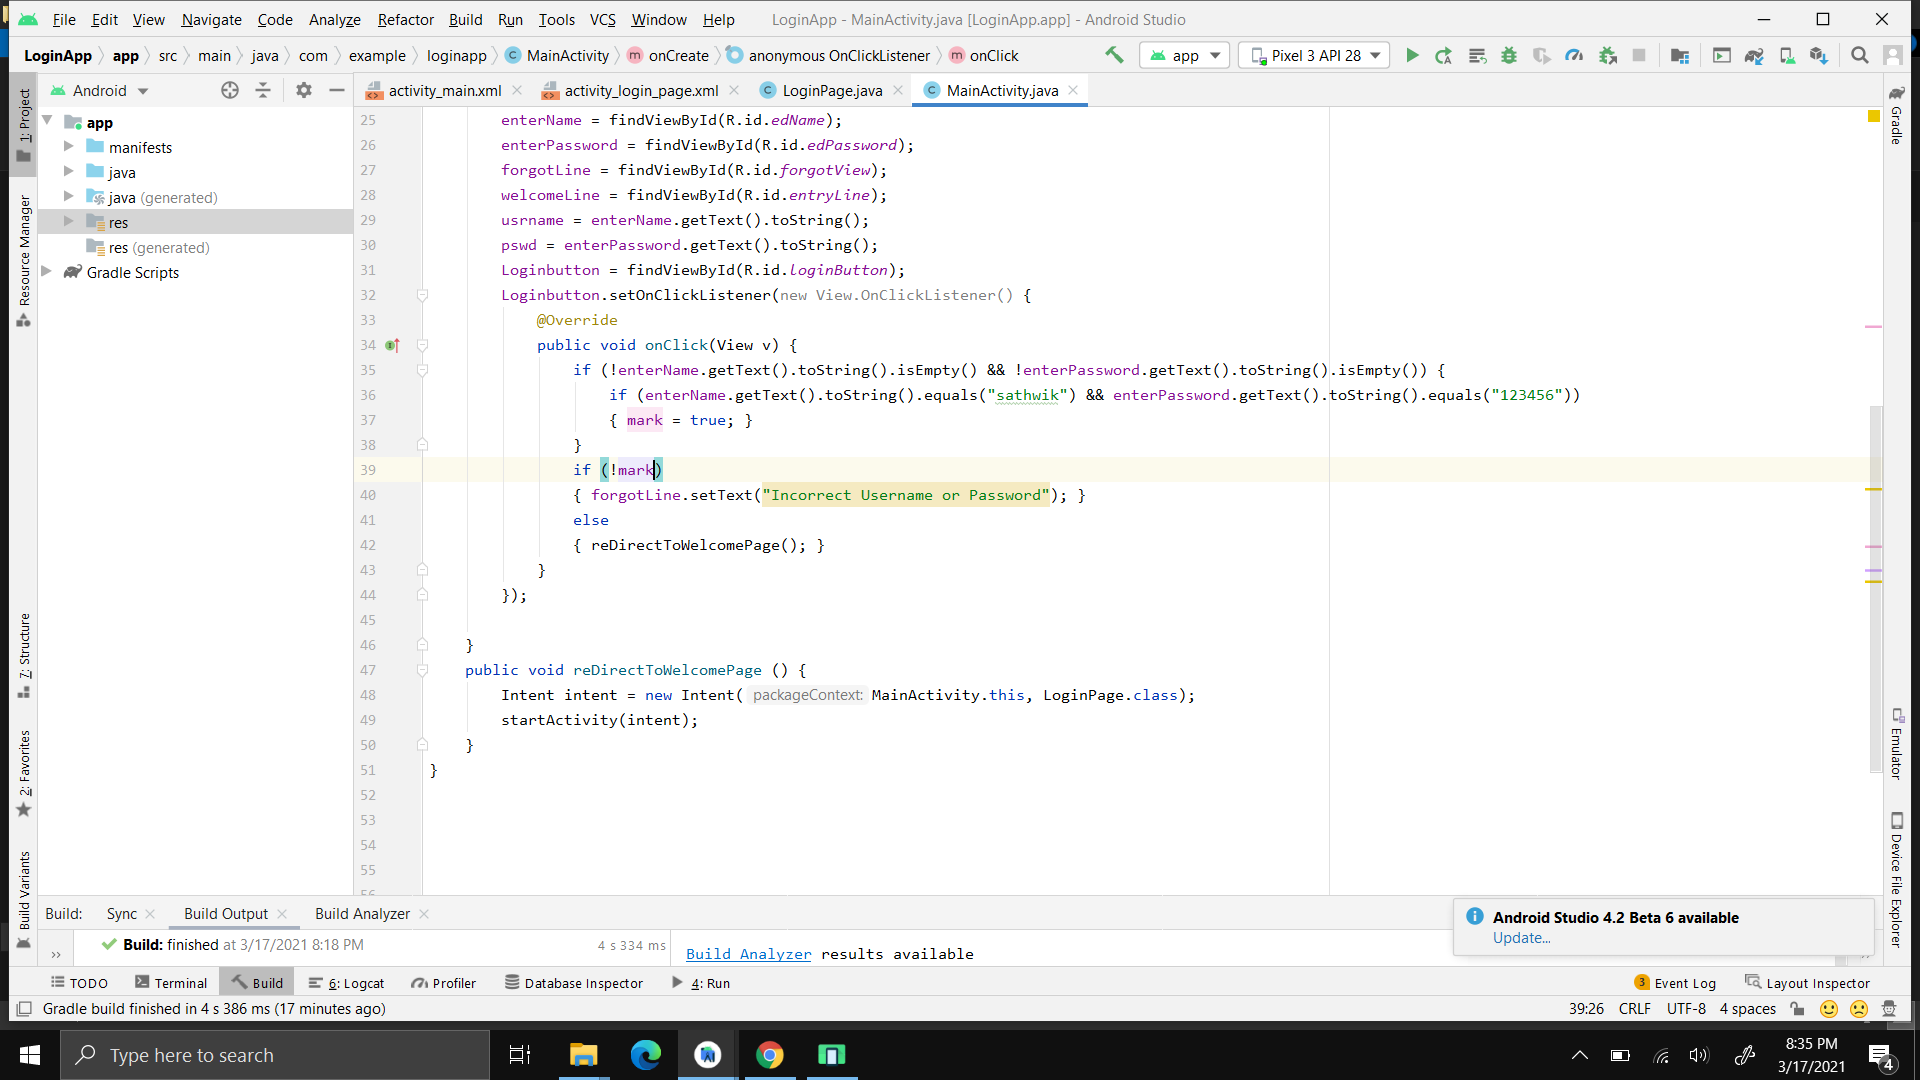 File Edit View Navigate Code Analyze Refactor Build Run Tools VCS Window Help LoginApp - MainActivity.java [LoginApp.app] - Android Studio
LoginApp app src main java com example loginapp MainActivity onCreate anonymous OnClickListener onClick app Pixel 3 API 28
Android
activity_main.xml activity_login_page.xml LoginPage.java MainActivity.java
app
manifests
java
java (generated)
res
res (generated)
Gradle Scripts
1: Project
Resource Manager
7: Structure
2: Favorites
Build Variants
25 enterName = findViewById(R.id.edName);
26 enterPassword = findViewById(R.id.edPassword);
27 forgotLine = findViewById(R.id.forgotView);
28 welcomeLine = findViewById(R.id.entryLine);
29 usrname = enterName.getText().toString();
30 pswd = enterPassword.getText().toString();
31 Loginbutton = findViewById(R.id.loginButton);
32 Loginbutton.setOnClickListener(new View.OnClickListener() {
33 @Override
34 public void onClick(View v) {
35 if (!enterName.getText().toString().isEmpty() && !enterPassword.getText().toString().isEmpty()) {
36 if (enterName.getText().toString().equals("sathwik") && enterPassword.getText().toString().equals("123456"))
37 { mark = true; }
38 }
39 if (!mark)
40 { forgotLine.setText("Incorrect Username or Password"); }
41 else
42 { reDirectToWelcomePage(); }
43 }
44 });
45
46 }
47 public void reDirectToWelcomePage () {
48 Intent intent = new Intent( packageContext: MainActivity.this, LoginPage.class);
49 startActivity(intent);
50 }
51 }
52
53
54
55
56
Gradle
Emulator
Device File Explorer
Build: Sync Build Output Build Analyzer
Build: finished at 3/17/2021 8:18 PM 4 s 334 ms
Build Analyzer results available
Android Studio 4.2 Beta 6 available
Update...
TODO Terminal Build 6: Logcat Profiler Database Inspector 4: Run 3 Event Log Layout Inspector
Gradle build finished in 4 s 386 ms (17 minutes ago) 39:26 CRLF UTF-8 4 spaces
Type here to search
8:35 PM
3/17/2021
4